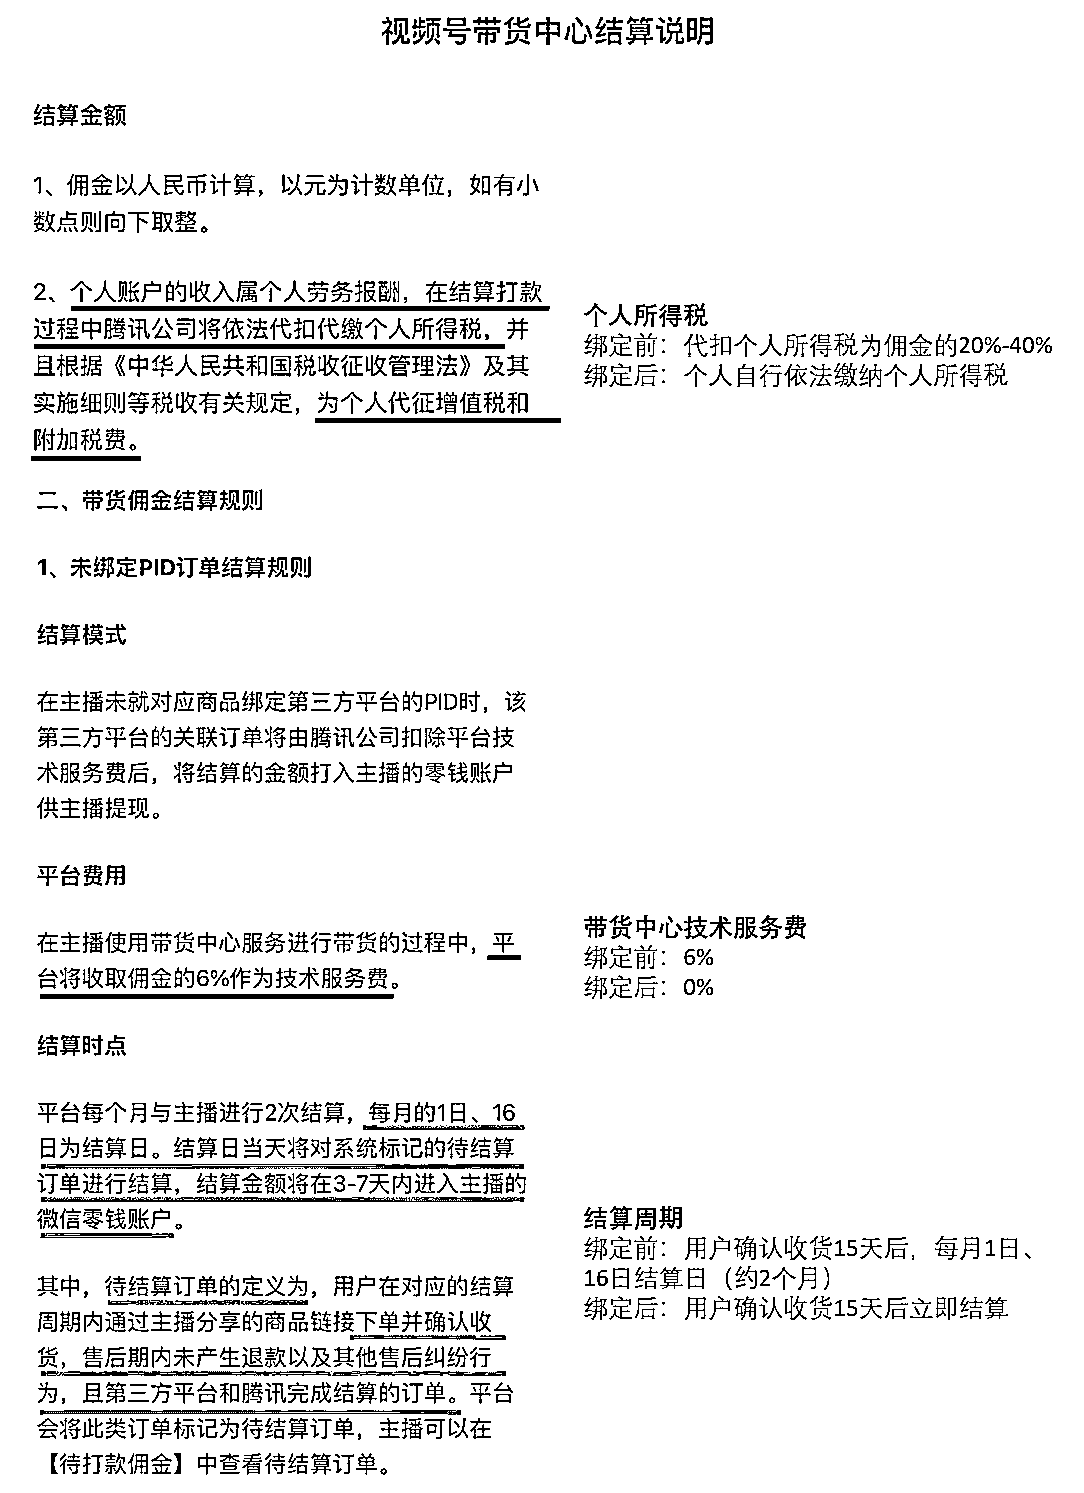 视频号带货中心结算说明
结算金额
1、佣金以人民币计算，以元为计数单位，如有小
数点则向下取整。
2、个人账户的收入属个人劳务报酬，在结算打款
过程中腾讯公司将依法代扣代缴个人所得税，并
且根据《中华人民共和国税收征收管理法》及其
实施细则等税收有关规定，为个人代征增值税和
附加税费。
个人所得税
绑定前：代扣个人所得税为佣金的20%-40%
绑定后：个人自行依法缴纳个人所得税
二、带货佣金结算规则
1、未绑定PID订单结算规则
结算模式
在主播未就对应商品绑定第三方平台的PID时，该
第三方平台的关联订单将由腾讯公司扣除平台技
术服务费后，将结算的金额打入主播的零钱账户
供主播提现。
平台费用
在主播使用带货中心服务进行带货的过程中，平
台将收取佣金的6%作为技术服务费。
带货中心技术服务费
绑定前：6%
绑定后：0%
结算时点
平台每个月与主播进行2次结算，每月的1日、16
日为结算日。结算日当天将对系统标记的待结算
订单进行结算，结算金额将在3-7天内进入主播的
微信零钱账户。
其中，待结算订单的定义为，用户在对应的结算
周期内通过主播分享的商品链接下单并确认收
货，售后期内未产生退款以及其他售后纠纷行
为，且第三方平台和腾讯完成结算的订单。平台
会将此类订单标记为待结算订单，主播可以在
【待打款佣金】中查看待结算订单。
结算周期
绑定前：用户确认收货15天后，每月1日、
16日结算日（约2个月）
绑定后：用户确认收货15天后立即结算